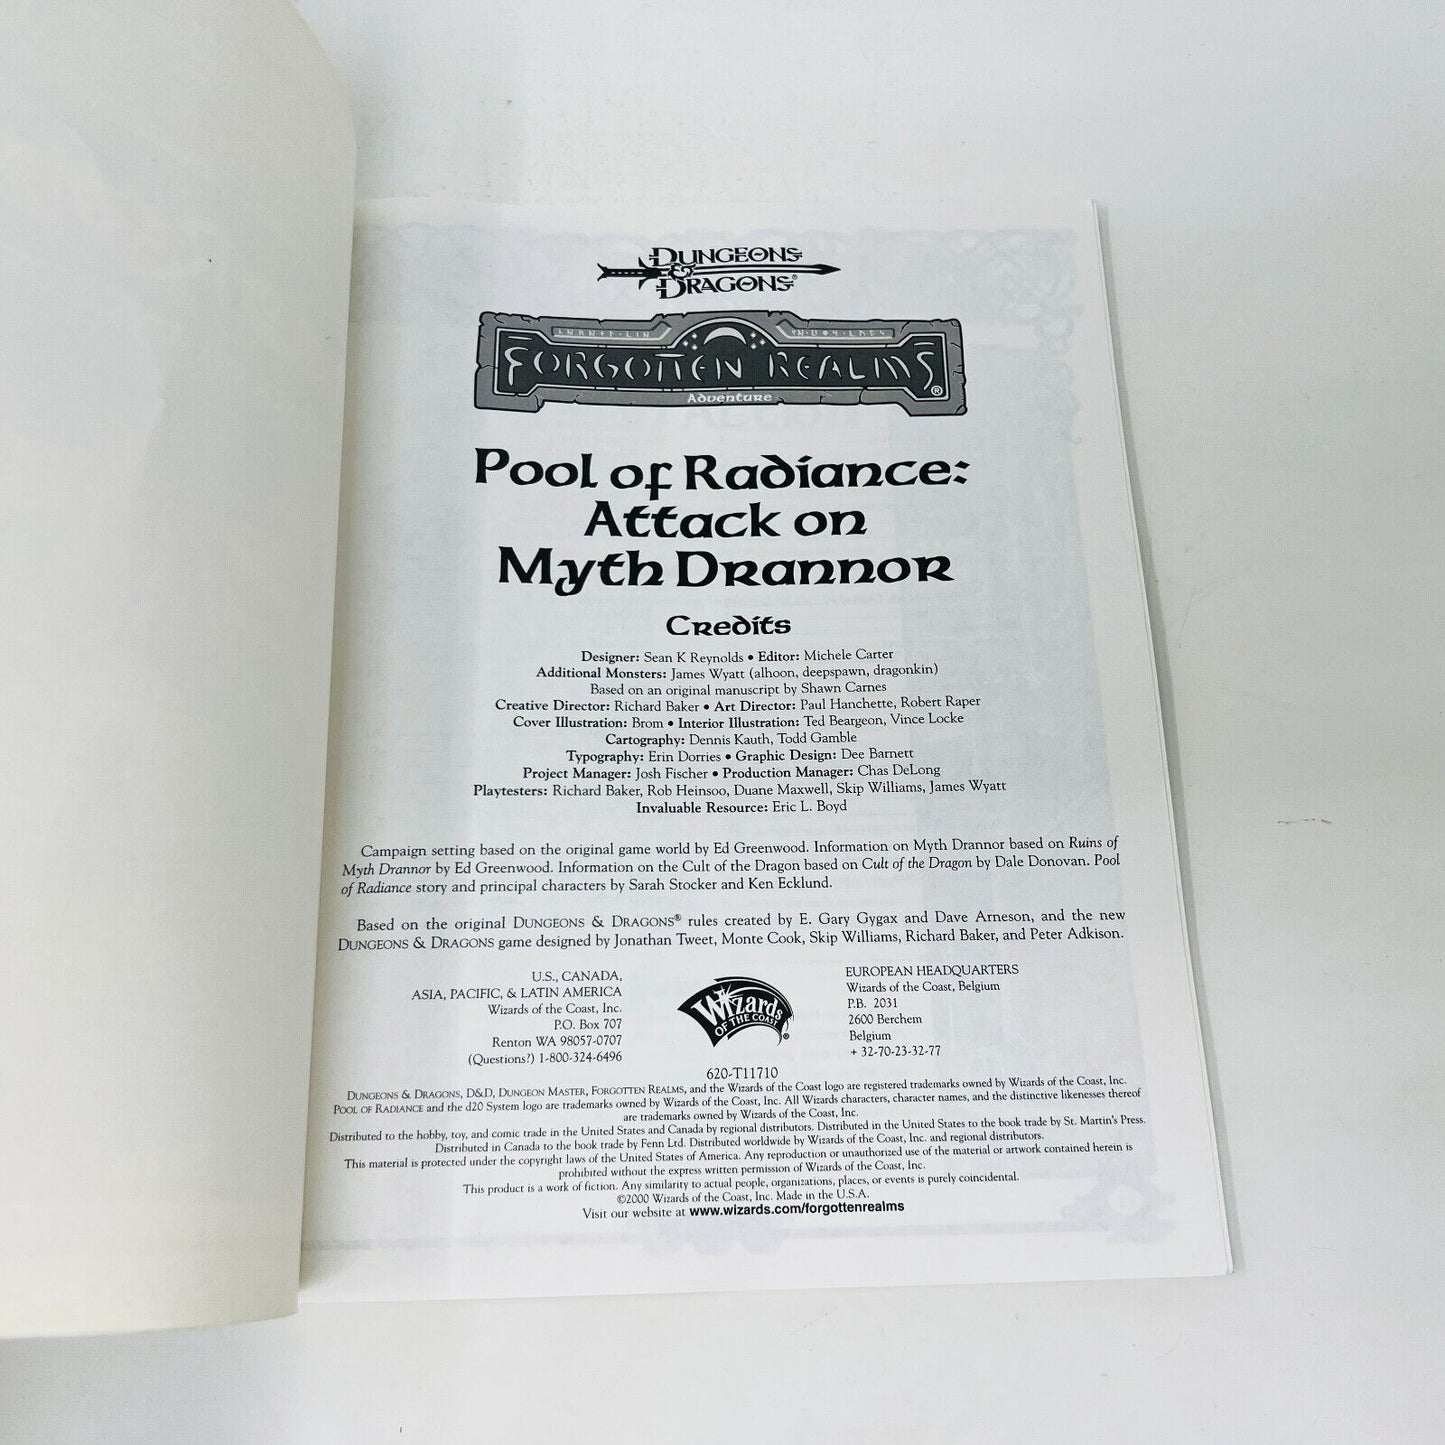 DUNGEONS
& DRAGONS®
FORGOTTEN REALMS®
Adventure
Pool of Radiance:
Attack on
Myth Drannor
Credits
Designer: Sean K Reynolds • Editor: Michele Carter
Additional Monsters: James Wyatt (alhoon, deepspawn, dragonkin)
Based on an original manuscript by Shawn Carnes
Creative Director: Richard Baker • Art Director: Paul Hanchette, Robert Raper
Cover Illustration: Brom • Interior Illustration: Ted Beargeon, Vince Locke
Cartography: Dennis Kauth, Todd Gamble
Typography: Erin Dorries • Graphic Design: Dee Barnett
Project Manager: Josh Fischer • Production Manager: Chas DeLong
Playtesters: Richard Baker, Rob Heinsoo, Duane Maxwell, Skip Williams, James Wyatt
Invaluable Resource: Eric L. Boyd
Campaign setting based on the original game world by Ed Greenwood. Information on Myth Drannor based on Ruins of
Myth Drannor by Ed Greenwood. Information on the Cult of the Dragon based on Cult of the Dragon by Dale Donovan. Pool
of Radiance story and principal characters by Sarah Stocker and Ken Ecklund.
Based on the original DUNGEONS & DRAGONS® rules created by E. Gary Gygax and Dave Arneson, and the new
DUNGEONS & DRAGONS game designed by Jonathan Tweet, Monte Cook, Skip Williams, Richard Baker, and Peter Adkison.
U.S., CANADA,
ASIA, PACIFIC, & LATIN AMERICA
Wizards of the Coast, Inc.
P.O. Box 707
Renton WA 98057-0707
(Questions?) 1-800-324-6496
Wizards
OF THE COAST®
EUROPEAN HEADQUARTERS
Wizards of the Coast, Belgium
P.B. 2031
2600 Berchem
Belgium
+ 32-70-23-32-77
620-T11710
DUNGEONS & DRAGONS, D&D, DUNGEON MASTER, FORGOTTEN REALMS, and the Wizards of the Coast logo are registered trademarks owned by Wizards of the Coast, Inc.
POOL OF RADIANCE and the d20 System logo are trademarks owned by Wizards of the Coast, Inc. All Wizards characters, character names, and the distinctive likenesses thereof
are trademarks owned by Wizards of the Coast, Inc.
Distributed to the hobby, toy, and comic trade in the United States and Canada by regional distributors. Distributed in the United States to the book trade by St. Martin's Press.
Distributed in Canada to the book trade by Fenn Ltd. Distributed worldwide by Wizards of the Coast, Inc. and regional distributors.
This material is protected under the copyright laws of the United States of America. Any reproduction or unauthorized use of the material or artwork contained herein is
prohibited without the express written permission of Wizards of the Coast, Inc.
This product is a work of fiction. Any similarity to actual people, organizations, places, or events is purely coincidental.
©2000 Wizards of the Coast, Inc. Made in the U.S.A.
Visit our website at www.wizards.com/forgottenrealms